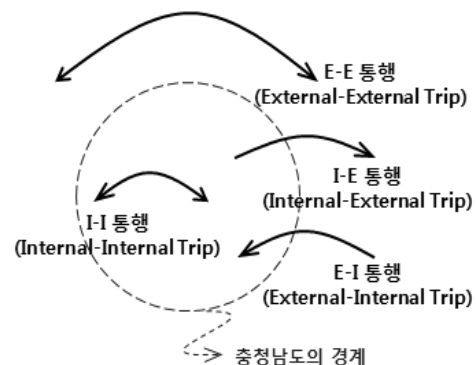 E-E 통행
(External-External Trip)
I-E 통행
(Internal-External Trip)
I-I 통행
(Internal-Internal Trip)
E-I 통행
(External-Internal Trip)
충청남도의 경계